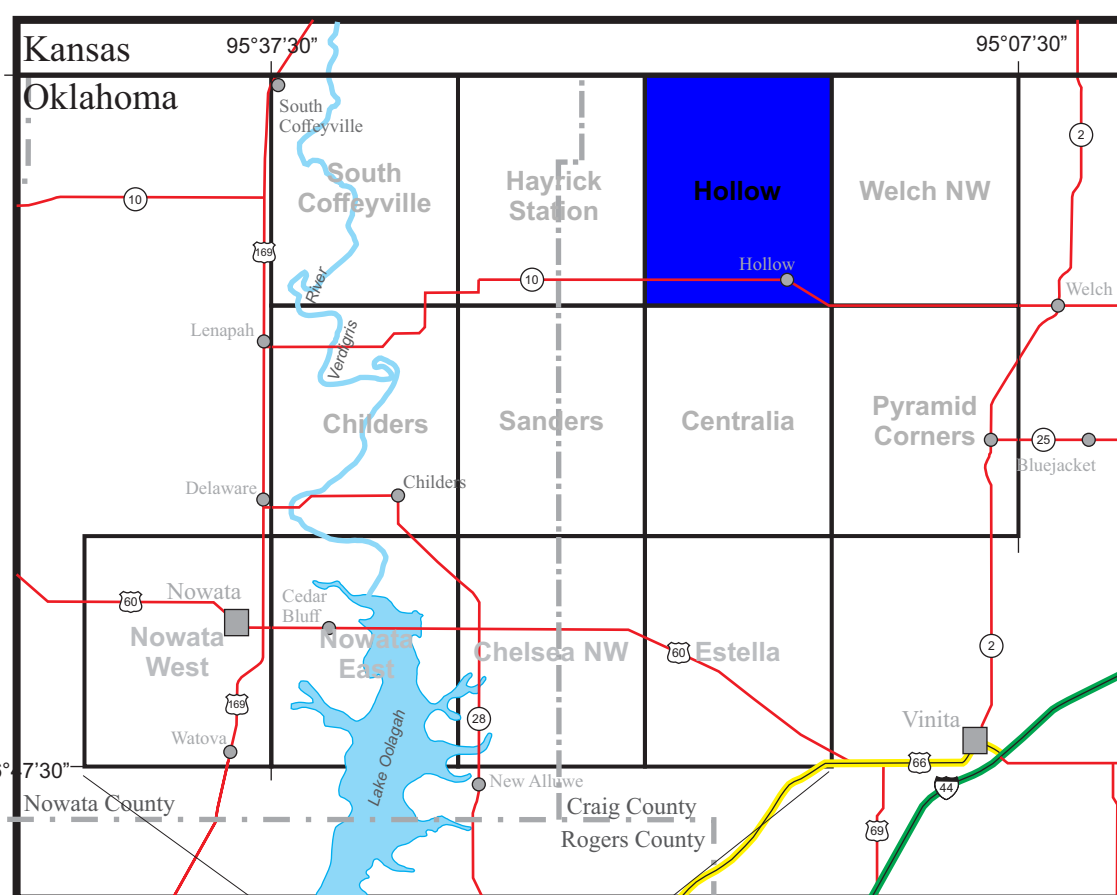 Kansas
95°37’30”
95°07’30”
Oklahoma
South
Coffeyville
2
South
Coffeyville
Hayrick
Station
Hollow
Welch NW
10
169
River
10
Hollow
Welch
Lenapah
Verdigris
Childers
Sanders
Centralia
Pyramid
Corners
25
Bluejacket
Delaware
Childers
Nowata
60
Cedar
Bluff
Nowata
West
Nowata
East
Chelsea NW
60
Estella
2
169
28
Vinita
Watova
Lake Oolagah
66
7’30”
New Alluwe
44
Nowata County
Craig County
Rogers County
69